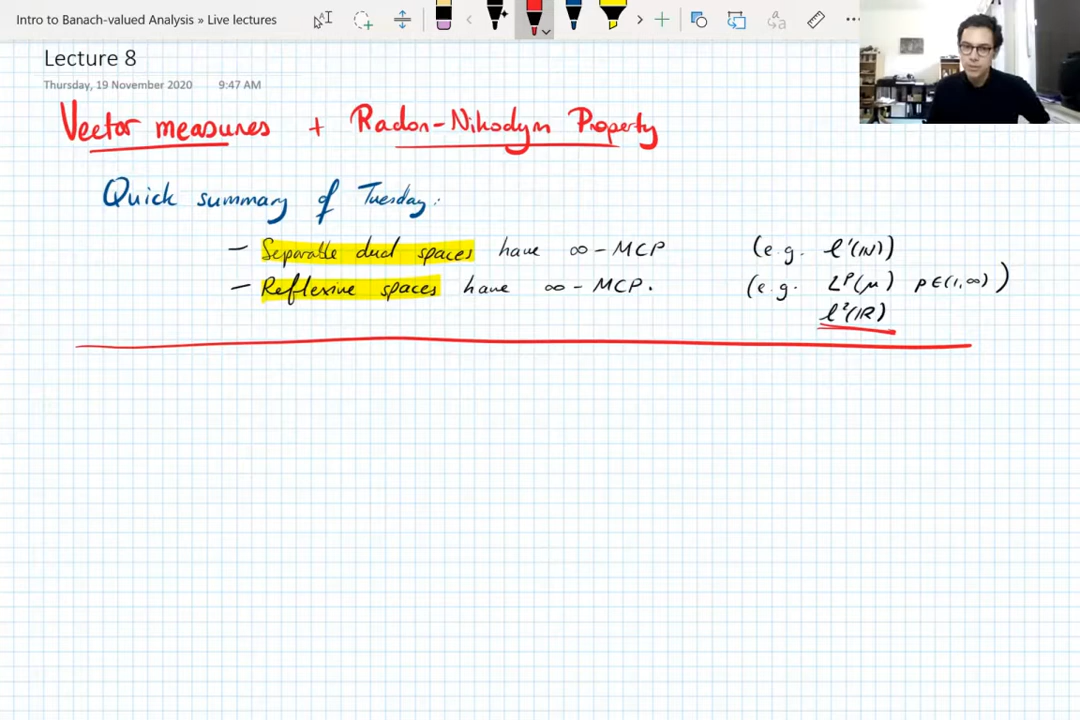 Intro to Banach-valued Analysis » Live lectures
Lecture 8
Thursday, 19 November 2020 9:47 AM
Vector measures + Radon-Nikodym Property
Quick summary of Tuesday:
– Separable dual spaces have ∞-MCP (e.g. ℓ¹(ℕ))
– Reflexive spaces have ∞-MCP. (e.g. Lᵖ(μ) p∈(1,∞))
ℓ²(ℝ)